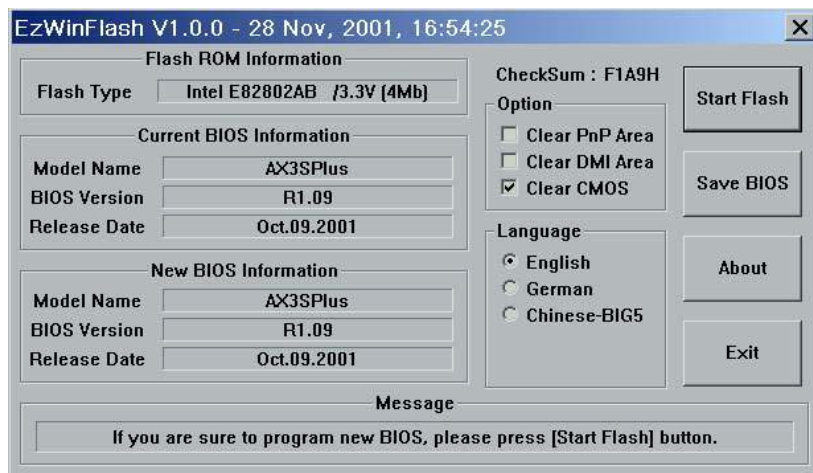 EzWinFlash V1.0.0 - 28 Nov, 2001, 16:54:25
Flash ROM Information
Flash Type Intel E82802AB /3.3V (4Mb)
Current BIOS Information
Model Name AX3SPlus
BIOS Version R1.09
Release Date Oct.09.2001
New BIOS Information
Model Name AX3SPlus
BIOS Version R1.09
Release Date Oct.09.2001
CheckSum : F1A9H
Option
Clear PnP Area
Clear DMI Area
Clear CMOS
Language
English
German
Chinese-BIG5
Start Flash
Save BIOS
About
Exit
Message
If you are sure to program new BIOS, please press [Start Flash] button.